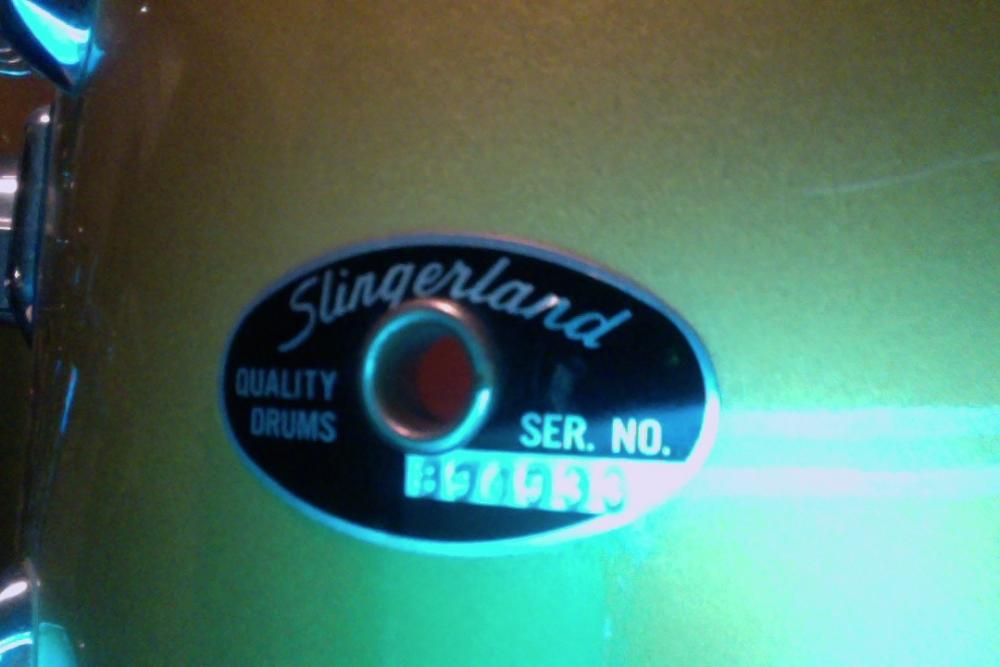 Slingerland
QUALITY
DRUMS
SER. NO.